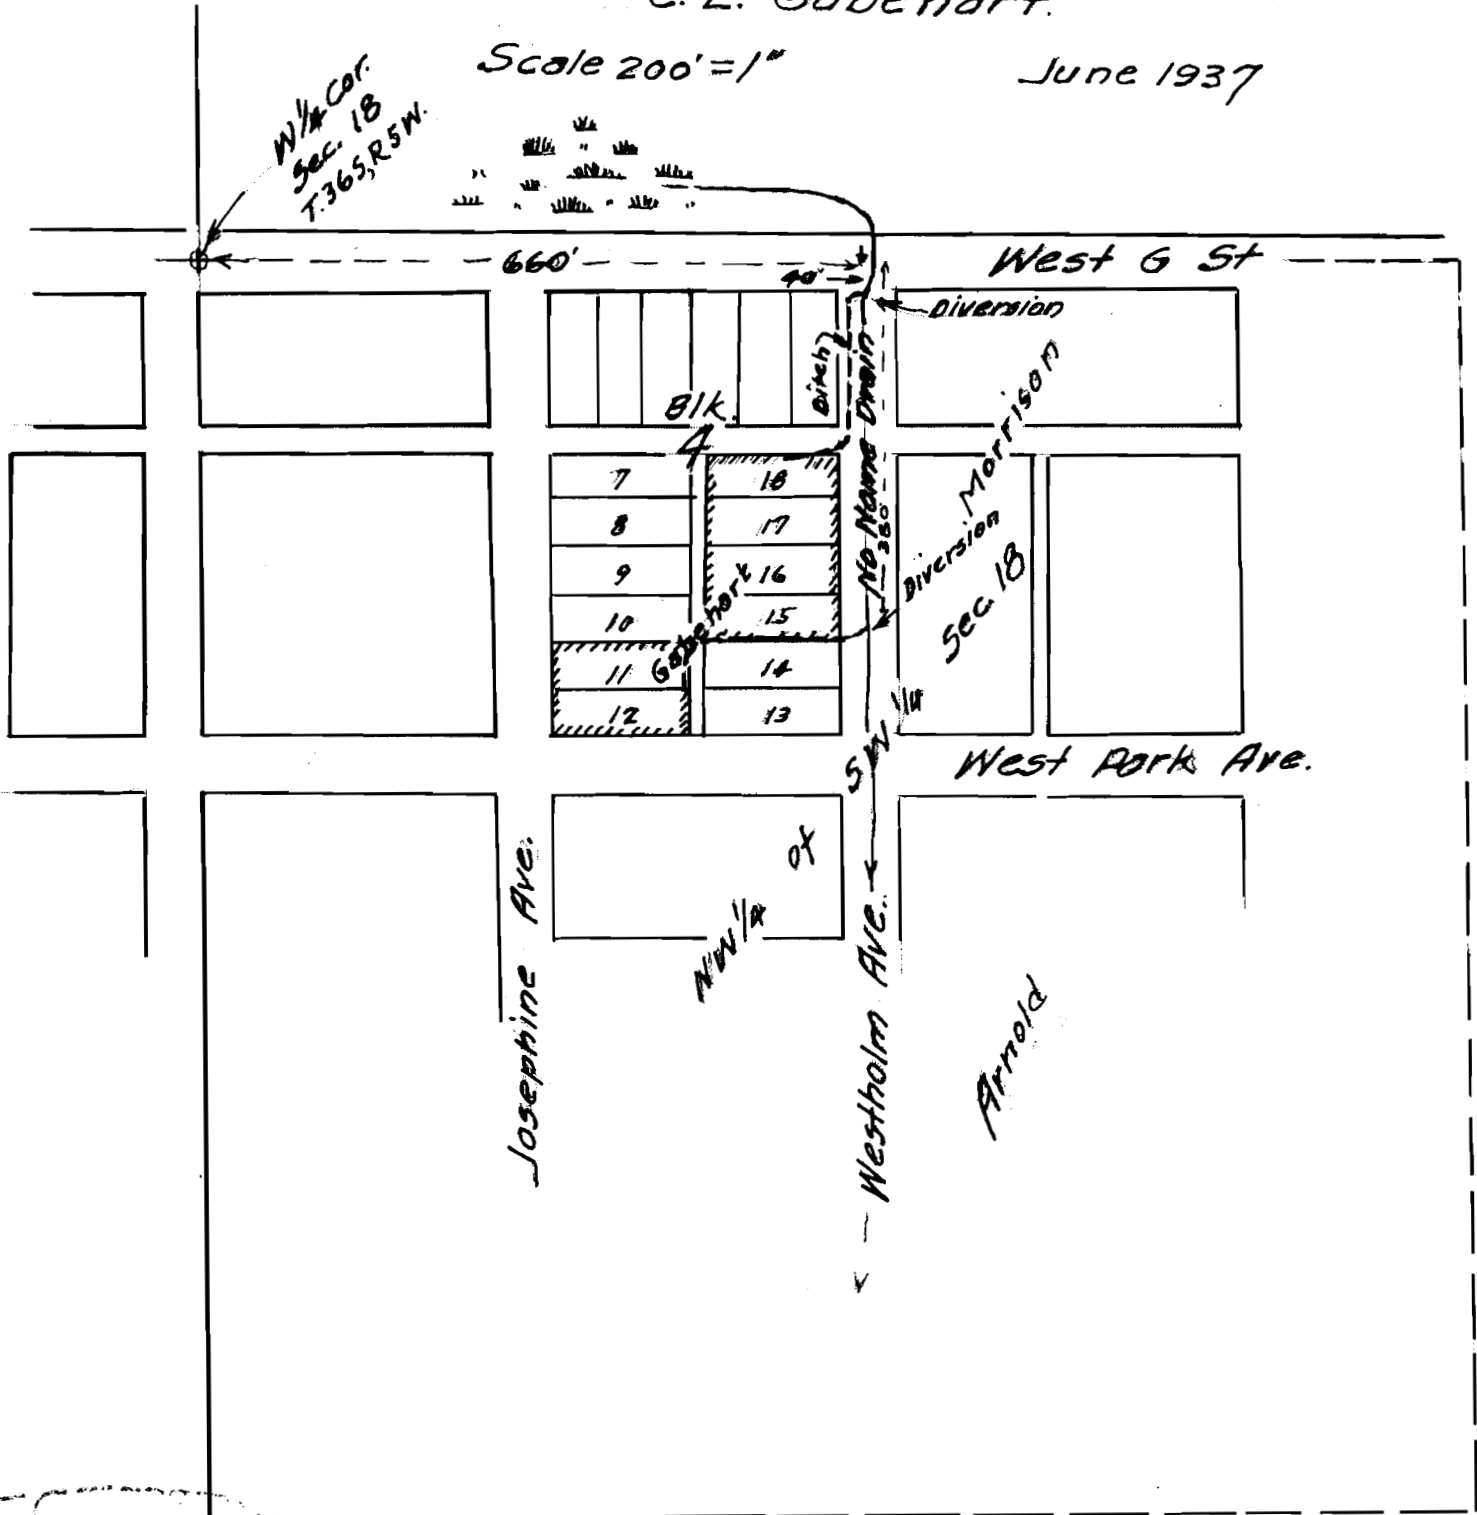 C. L. Gabehart.
Scale 200' = 1"
June 1937
W 1/4 Cor.
Sec. 18
T.36S,R5W.
660'
West G St
40'
Diversion
Ditch
No Name Drain
380'
Blk.
4
Morrison
Diversion
Sec. 18
7
18
8
17
9
16
10
15
Gabehart
11
14
12
13
SW 1/4
West Park Ave.
of
NW 1/4
Josephine Ave.
Westholm Ave.
Arnold